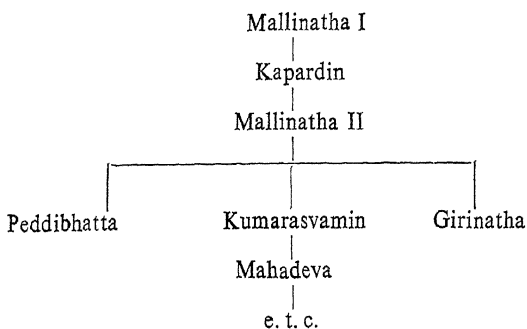 Mallinatha I
Kapardin
Mallinatha II
Peddibhatta Kumarasvamin Girinatha
Mahadeva
e. t. c.